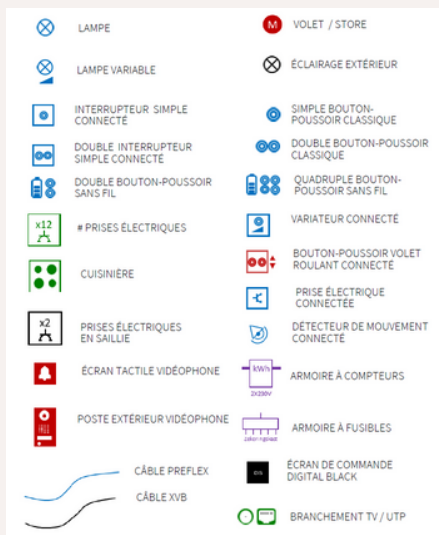 LAMPE
VOLET / STORE
LAMPE VARIABLE
ÉCLAIRAGE EXTÉRIEUR
INTERRUPTEUR SIMPLE
CONNECTÉ
SIMPLE BOUTON-
POUSSOIR CLASSIQUE
DOUBLE INTERRUPTEUR
SIMPLE CONNECTÉ
DOUBLE BOUTON-POUSSOIR
CLASSIQUE
DOUBLE BOUTON-POUSSOIR
SANS FIL
QUADRUPLE BOUTON-
POUSSOIR SANS FIL
x12
# PRISES ÉLECTRIQUES
VARIATEUR CONNECTÉ
CUISINIÈRE
BOUTON-POUSSOIR VOLET
ROULANT CONNECTÉ
PRISE ÉLECTRIQUE
CONNECTÉE
x2
PRISES ÉLECTRIQUES
EN SAILLIE
DÉTECTEUR DE MOUVEMENT
CONNECTÉ
ÉCRAN TACTILE VIDÉOPHONE
kWh
2X230V
ARMOIRE À COMPTEURS
POSTE EXTÉRIEUR VIDÉOPHONE
ARMOIRE À FUSIBLES
CÂBLE PREFLEX
ÉCRAN DE COMMANDE
DIGITAL BLACK
CÂBLE XVB
BRANCHEMENT TV / UTP
M